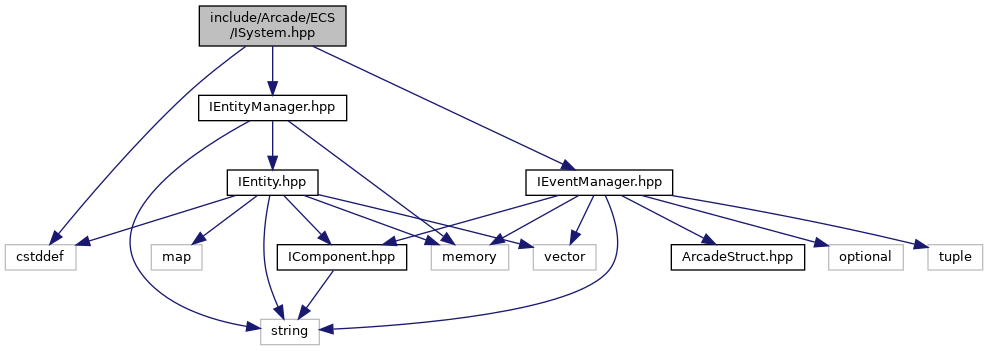 include/Arcade/ECS
/ISystem.hpp
IEntityManager.hpp
IEntity.hpp
IEventManager.hpp
cstddef
map
IComponent.hpp
memory
vector
ArcadeStruct.hpp
optional
tuple
string